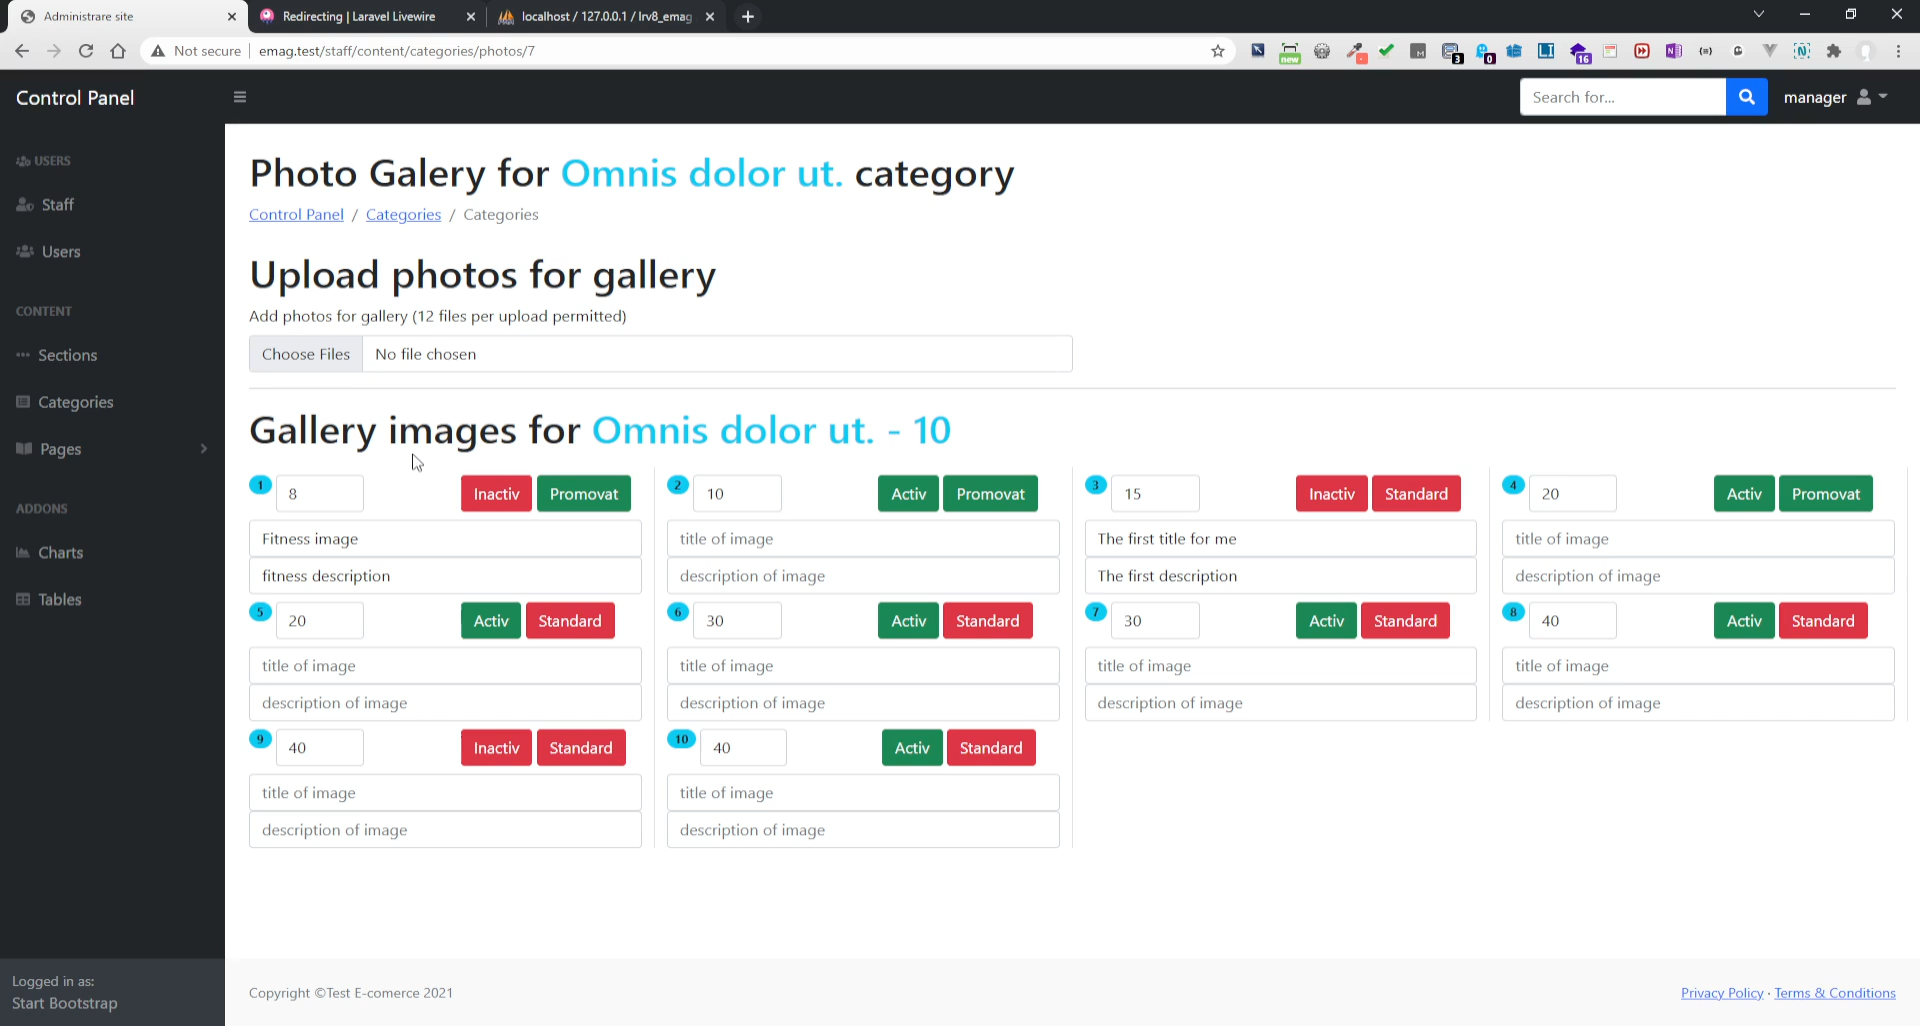 Administrare site
Redirecting | Laravel Livewire
localhost / 127.0.0.1 / lrv8_emag
Not secure
emag.test/staff/content/categories/photos/7
new
3
0
16
Control Panel
Search for...
manager
USERS
Staff
Users
CONTENT
Sections
Categories
Pages
ADDONS
Charts
Tables
Logged in as:
Start Bootstrap
Photo Galery for Omnis dolor ut. category
Control Panel / Categories / Categories
Upload photos for gallery
Add photos for gallery (12 files per upload permitted)
Choose Files No file chosen
Gallery images for Omnis dolor ut. - 10
1 8 Inactiv Promovat
Fitness image
fitness description
2 10 Activ Promovat
title of image
description of image
3 15 Inactiv Standard
The first title for me
The first description
4 20 Activ Promovat
title of image
description of image
5 20 Activ Standard
title of image
description of image
6 30 Activ Standard
title of image
description of image
7 30 Activ Standard
title of image
description of image
8 40 Activ Standard
title of image
description of image
9 40 Inactiv Standard
title of image
description of image
10 40 Activ Standard
title of image
description of image
Copyright ©Test E-comerce 2021
Privacy Policy · Terms & Conditions